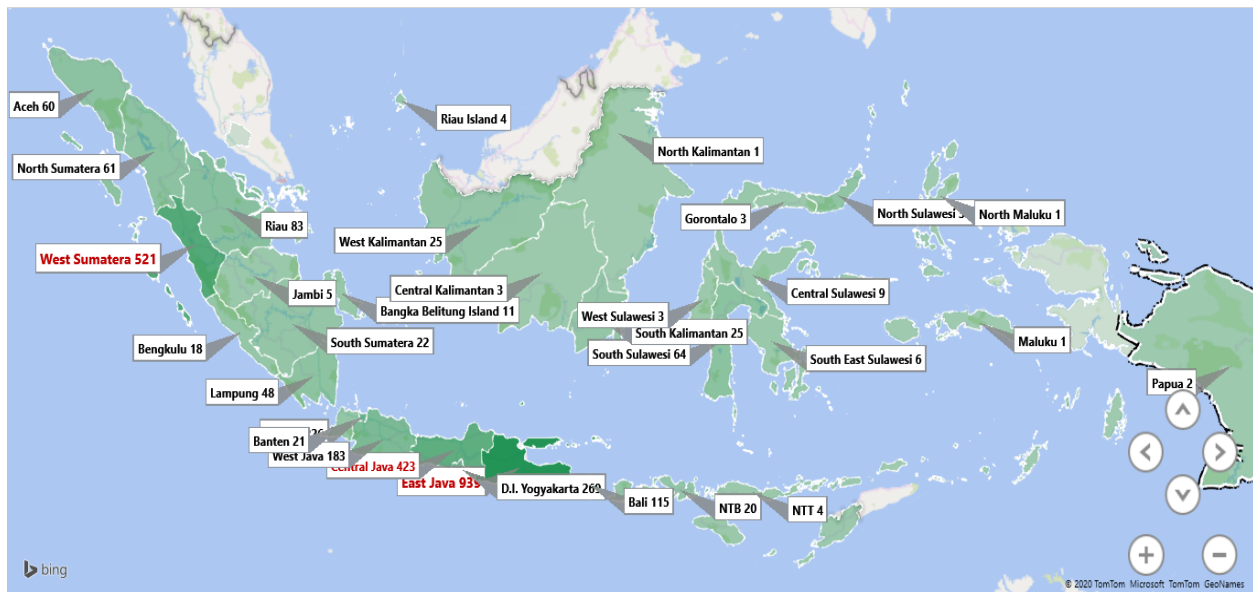 Aceh 60
Riau Island 4
North Kalimantan 1
North Sumatera 61
Gorontalo 3
North Sulawesi
North Maluku 1
Riau 83
West Kalimantan 25
West Sumatera 521
Jambi 5
Central Kalimantan 3
Central Sulawesi 9
Bangka Belitung Island 11
West Sulawesi 3
South Kalimantan 25
South Sumatera 22
Maluku 1
Bengkulu 18
South Sulawesi 64
South East Sulawesi 6
Papua 2
Lampung 48
Banten 21
West Java 183
Central Java 423
East Java 939
D.I. Yogyakarta 269
Bali 115
NTB 20
NTT 4
bing
© 2020 TomTom Microsoft TomTom GeoNames